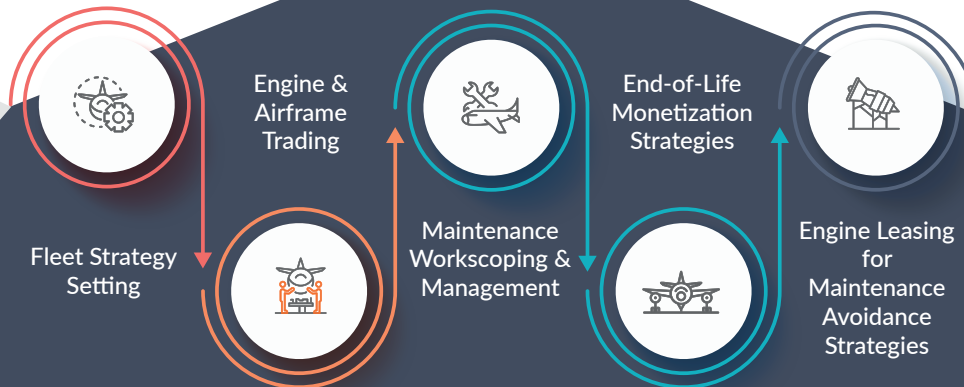 Fleet Strategy
Setting
Engine &
Airframe
Trading
Maintenance
Workscoping &
Management
End-of-Life
Monetization
Strategies
Engine Leasing
for
Maintenance
Avoidance
Strategies